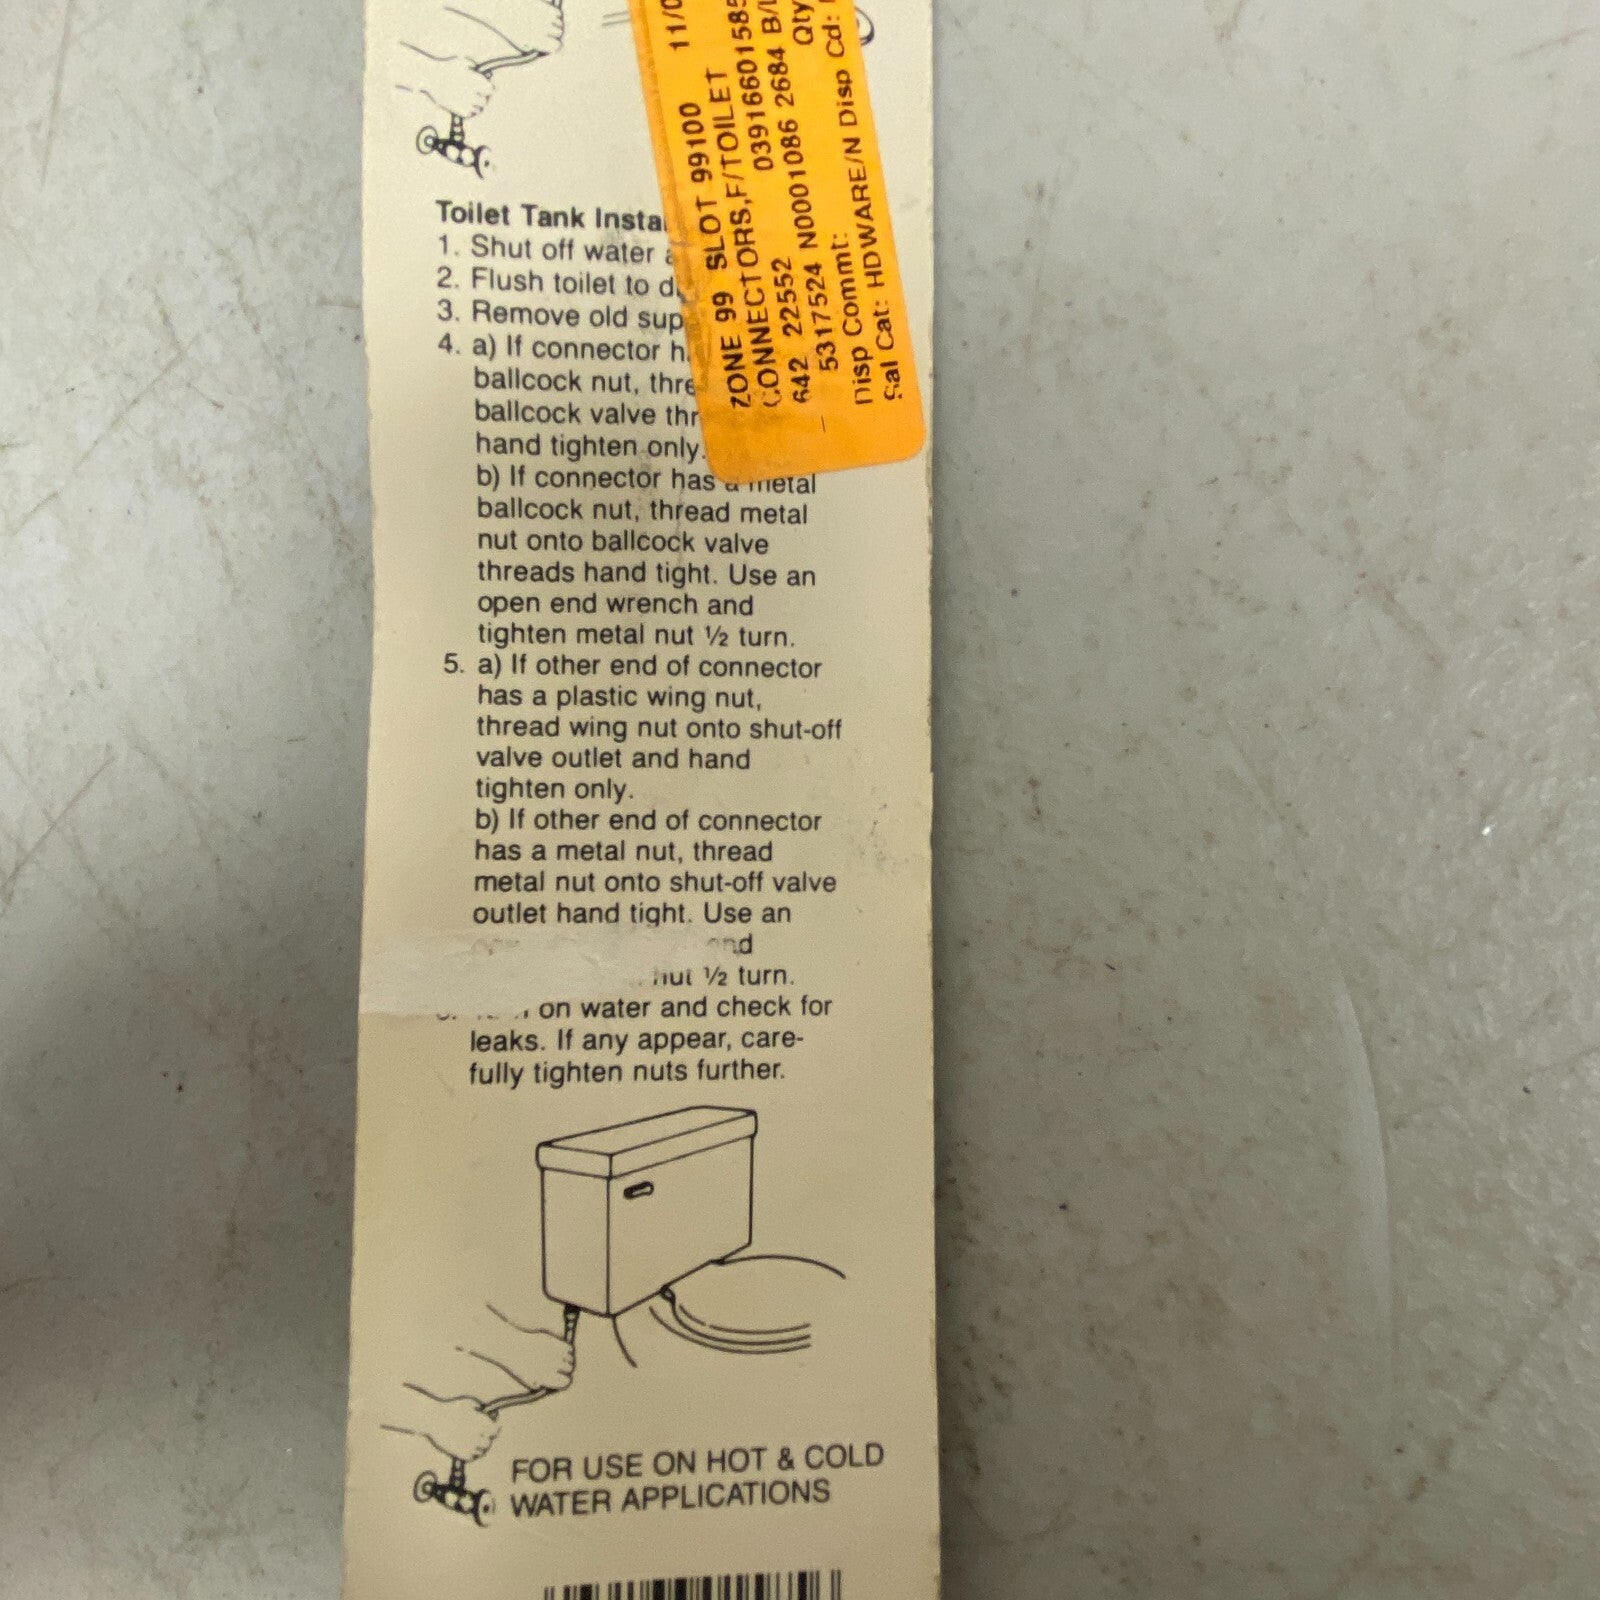 Toilet Tank
1. Shut off water
2. Flush toilet to
3. Remove old
4. a) If connector
ballcock nut,
ballcock valve
hand tighten only.
b) If connector has a metal
ballcock nut, thread metal
nut onto ballcock valve
threads hand tight. Use an
open end wrench and
tighten metal nut ½ turn.
5. a) If other end of connector
has a plastic wing nut,
thread wing nut onto shut-off
valve outlet and hand
tighten only.
b) If other end of connector
has a metal nut, thread
metal nut onto shut-off valve
outlet hand tight. Use an
and
nut ½ turn.
on water and check for
leaks. If any appear, care-
fully tighten nuts further.
FOR USE ON HOT & COLD
WATER APPLICATIONS
ZONE 99 SLOT 99100
CONNECTORS,F/TOILET
642 22552
5317524 N0001086 2684
Qty
Disp Commt:
Sal Cat: HDWARE/N Disp Cd: